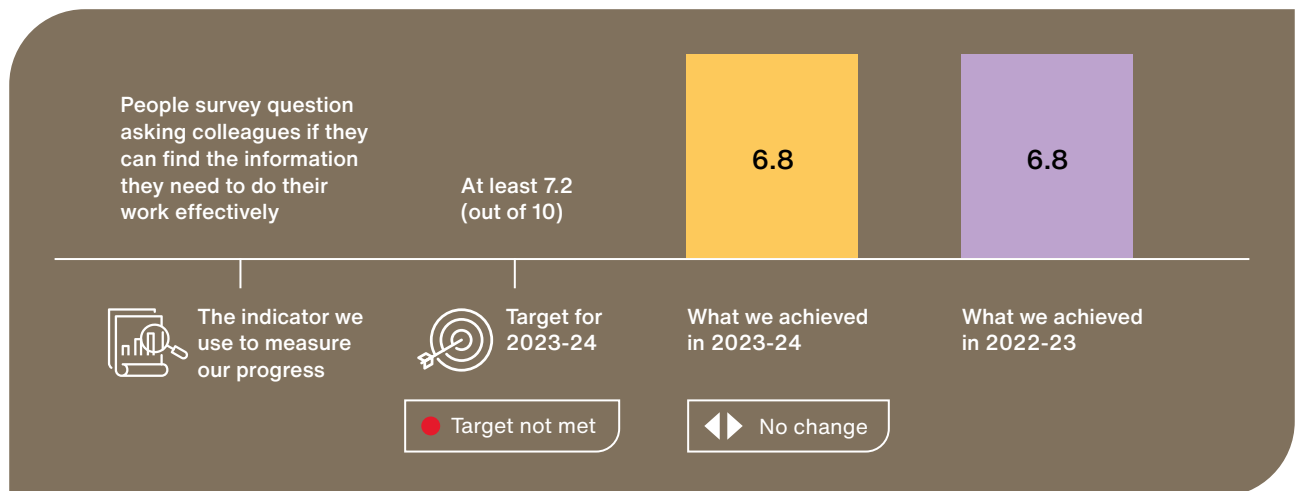 People survey question
asking colleagues if they
can find the information
they need to do their
work effectively
At least 7.2
(out of 10)
6.8
6.8
The indicator we
use to measure
our progress
Target for
2023-24
What we achieved
in 2023-24
What we achieved
in 2022-23
Target not met
No change